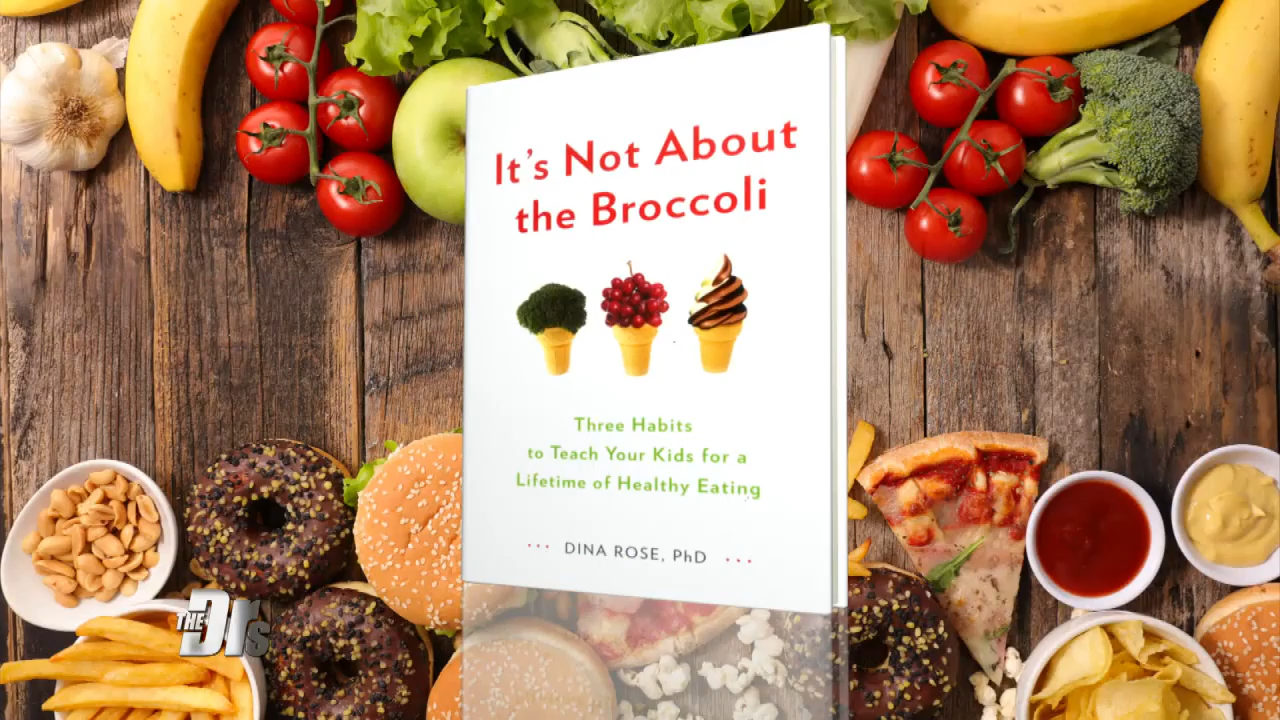 It's Not About
the Broccoli
Three Habits
to Teach Your Kids for a
Lifetime of Healthy Eating
••• DINA ROSE, PhD •••
THE Drs